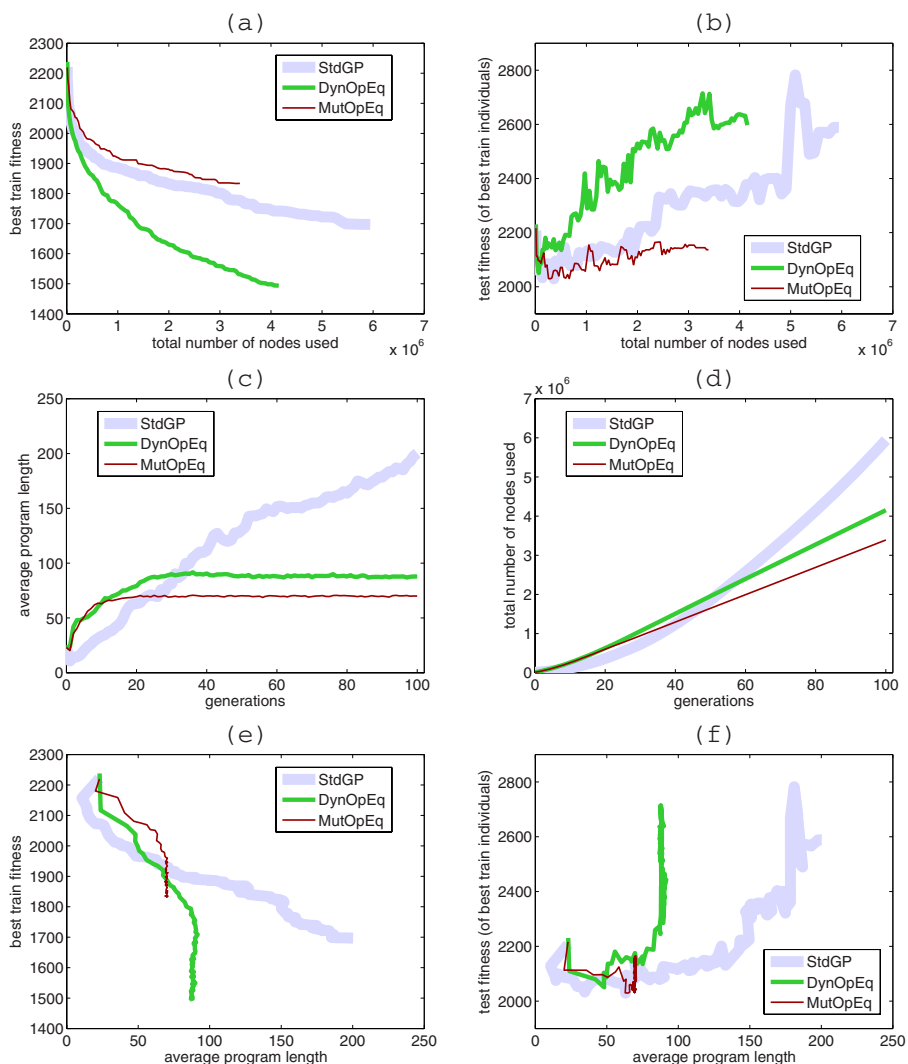 (a)
2300
2200
2100
2000
1900
1800
1700
1600
1500
1400
best train fitness
StdGP
DynOpEq
MutOpEq
0 1 2 3 4 5 6 7
total number of nodes used
x 10^6
(b)
2800
2600
2400
2200
2000
test fitness (of best train individuals)
StdGP
DynOpEq
MutOpEq
0 1 2 3 4 5 6 7
total number of nodes used
x 10^6
(c)
250
200
150
100
50
0
average program length
StdGP
DynOpEq
MutOpEq
0 20 40 60 80 100
generations
(d)
x 10^6
7
6
5
4
3
2
1
0
total number of nodes used
StdGP
DynOpEq
MutOpEq
0 20 40 60 80 100
generations
(e)
2300
2200
2100
2000
1900
1800
1700
1600
1500
1400
best train fitness
StdGP
DynOpEq
MutOpEq
0 50 100 150 200 250
average program length
(f)
2800
2600
2400
2200
2000
test fitness (of best train individuals)
StdGP
DynOpEq
MutOpEq
0 50 100 150 200 250
average program length